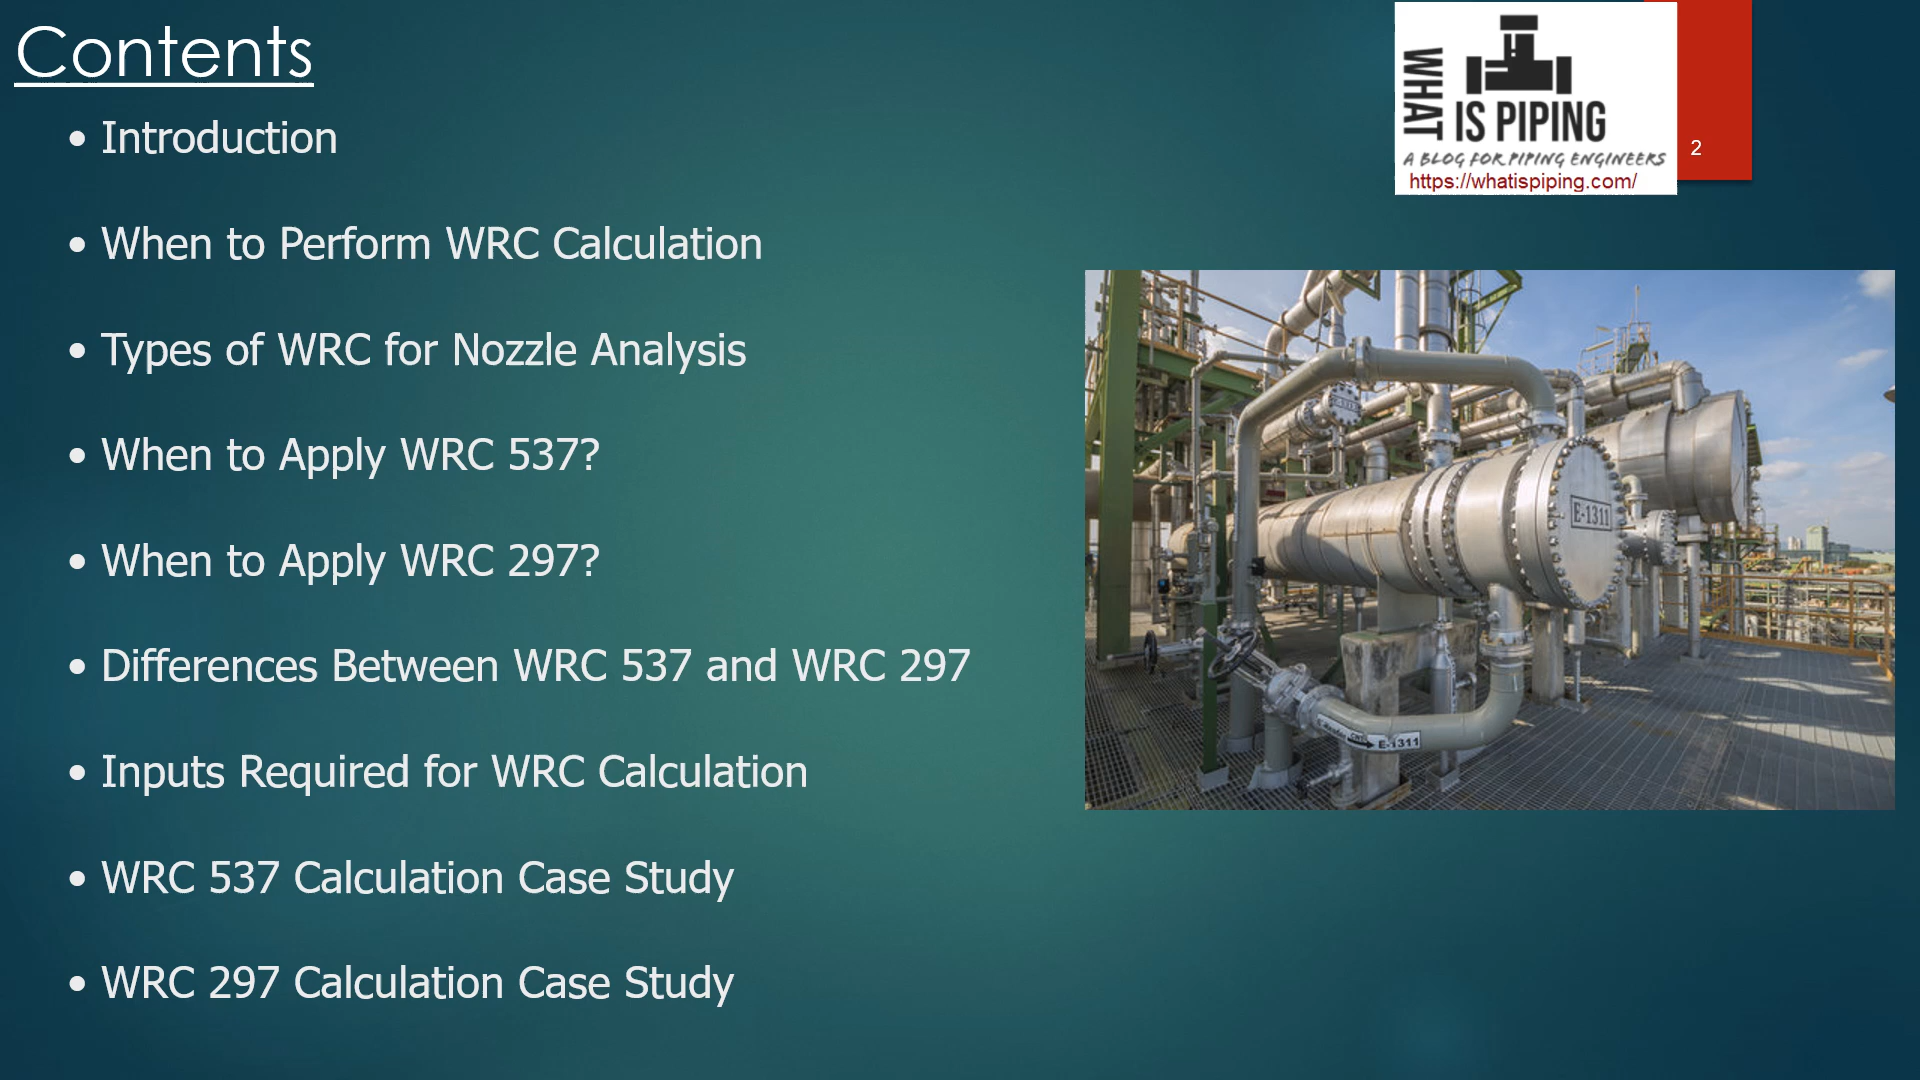 Contents
• Introduction
• When to Perform WRC Calculation
• Types of WRC for Nozzle Analysis
• When to Apply WRC 537?
• When to Apply WRC 297?
• Differences Between WRC 537 and WRC 297
• Inputs Required for WRC Calculation
• WRC 537 Calculation Case Study
• WRC 297 Calculation Case Study
WHAT
IS PIPING
A BLOG FOR PIPING ENGINEERS
https://whatispiping.com/
2
E-1311
E-1311